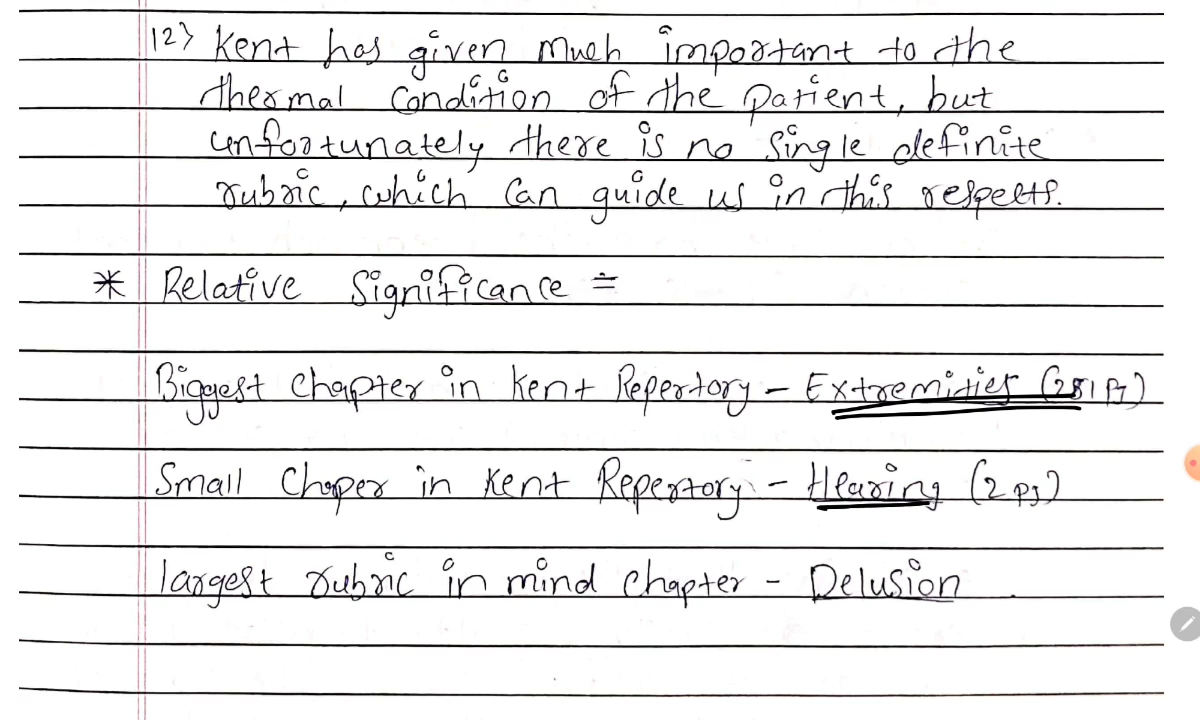 12) Kent has given much important to the
thermal condition of the patient, but
unfortunately there is no single definite
rubric, which can guide us in this respects.
* Relative Significance =
Biggest chapter in Kent Repertory - Extremities (281 Pg)
Small Chaper in Kent Repertory - Hearing (2 pg)
largest rubric in mind chapter - Delusion